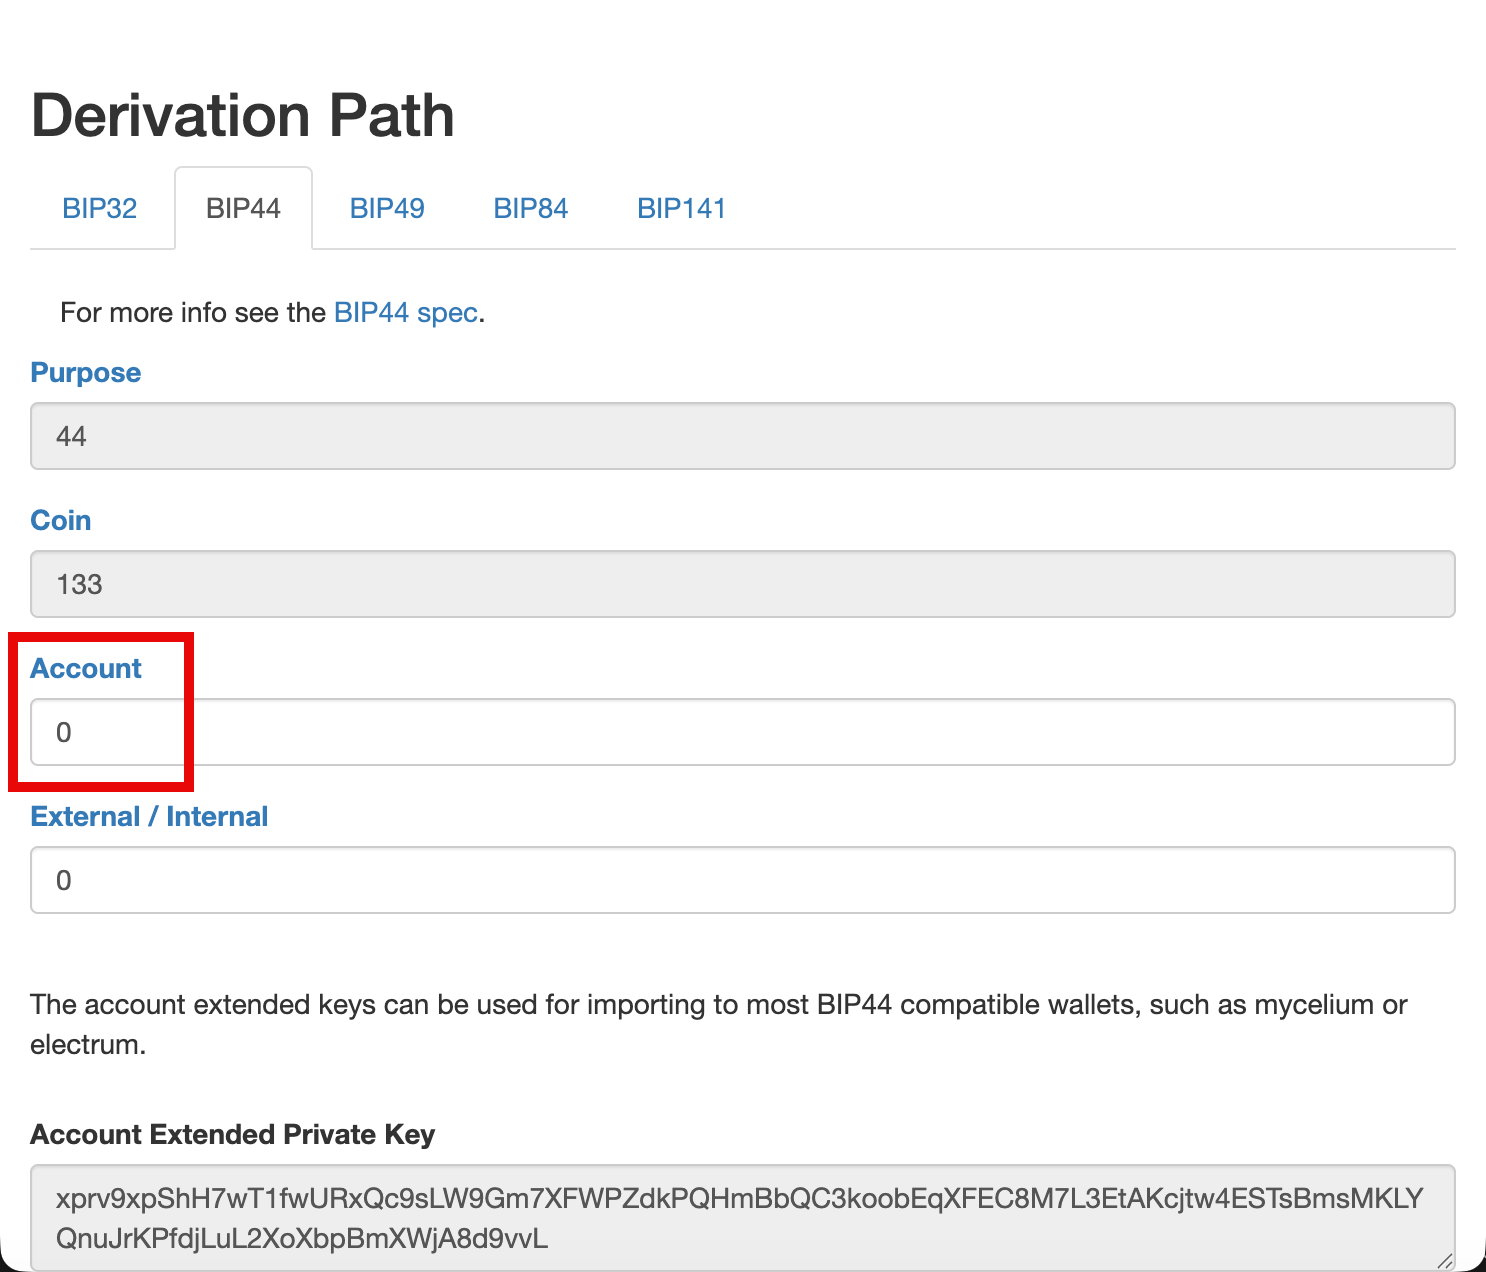 Derivation Path
BIP32 BIP44 BIP49 BIP84 BIP141
For more info see the BIP44 spec.
Purpose
44
Coin
133
Account
0
External / Internal
0
The account extended keys can be used for importing to most BIP44 compatible wallets, such as mycelium or
electrum.
Account Extended Private Key
xprv9xpShH7wT1fwURxQc9sLW9Gm7XFWPZdkPQHmBbQC3koobEqXFEC8M7L3EtAKcjtw4ESTsBmsMKLY
QnuJrKPfdjLuL2XoXbpBmXWjA8d9vvL